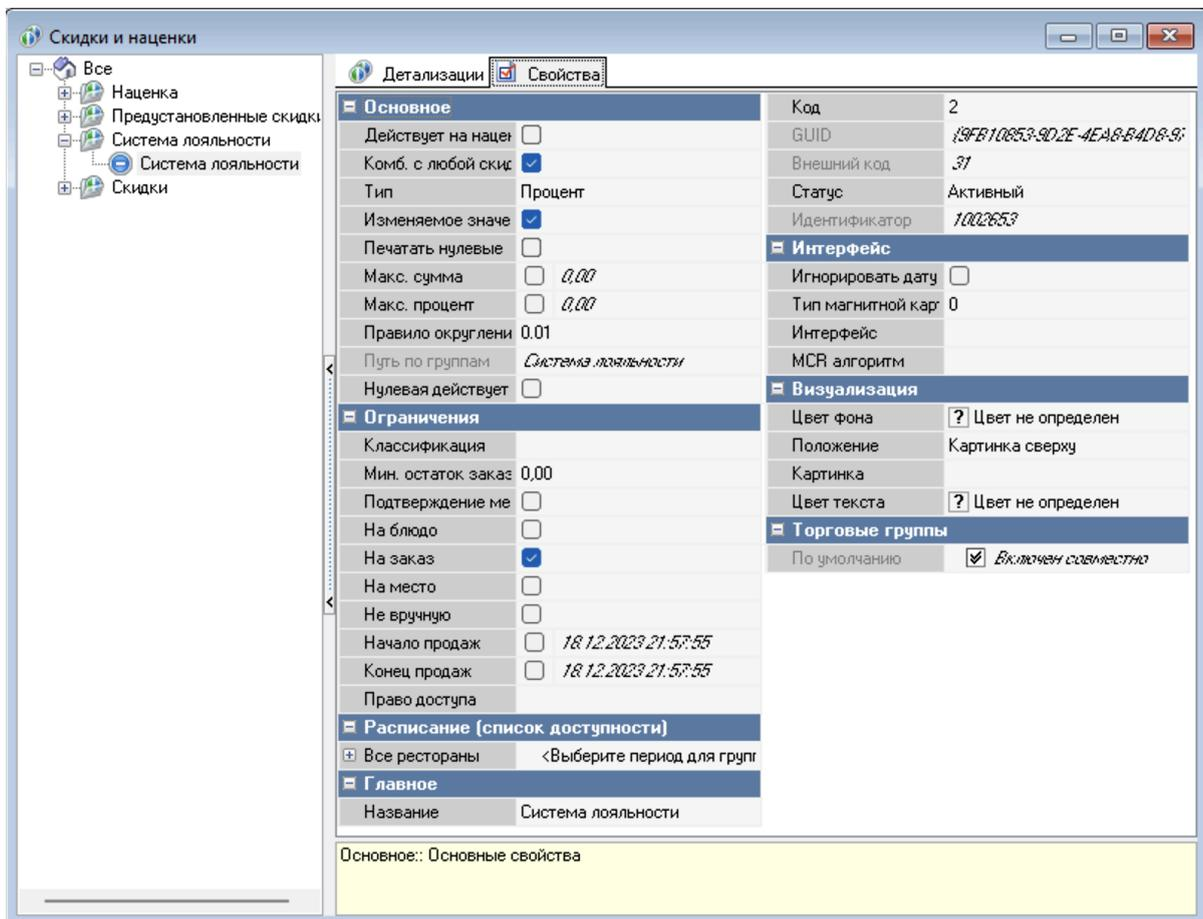 Скидки и наценки
Все
Наценка
Предустановленные скидки
Система лояльности
Система лояльности
Скидки
Детализации
Свойства
Основное
Действует на нацен
Комб. с любой скид
Тип Процент
Изменяемое значе
Печатать нулевые
Макс. сумма 0,00
Макс. процент 0,00
Правило округлени 0.01
Путь по группам Система лояльности
Нулевая действует
Ограничения
Классификация
Мин. остаток заказ 0,00
Подтверждение ме
На блюдо
На заказ
На место
Не вручную
Начало продаж 18.12.2023 21:57:55
Конец продаж 18.12.2023 21:57:55
Право доступа
Расписание (список доступности)
Все рестораны <Выберите период для групп
Главное
Название Система лояльности
Код 2
GUID
Внешний код 31
Статус Активный
Идентификатор 1002653
Интерфейс
Игнорировать дату
Тип магнитной кар 0
Интерфейс
MCR алгоритм
Визуализация
Цвет фона ? Цвет не определен
Положение Картинка сверху
Картинка
Цвет текста ? Цвет не определен
Торговые группы
По умолчанию Включен совместно
Основное:: Основные свойства